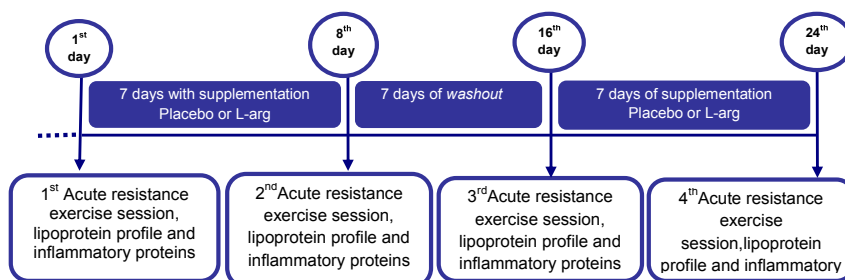 1st
day
8th
day
16th
day
24th
day
7 days with supplementation
Placebo or L-arg
7 days of washout
7 days of supplementation
Placebo or L-arg
1st Acute resistance
exercise session,
lipoprotein profile and
inflammatory proteins
2nd Acute resistance
exercise session,
lipoprotein profile and
inflammatory proteins
3rd Acute resistance
exercise session,
lipoprotein profile and
inflammatory proteins
4th Acute resistance
exercise
session,lipoprotein
profile and inflammatory